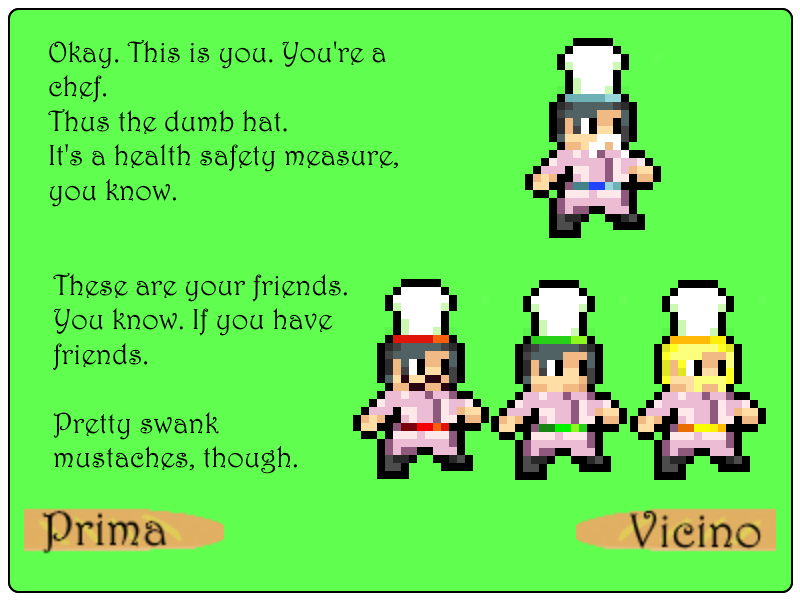 Okay. This is you. You're a
chef.
Thus the dumb hat.
It's a health safety measure,
you know.
These are your friends.
You know. If you have
friends.
Pretty swank
mustaches, though.
Prima
Vicino